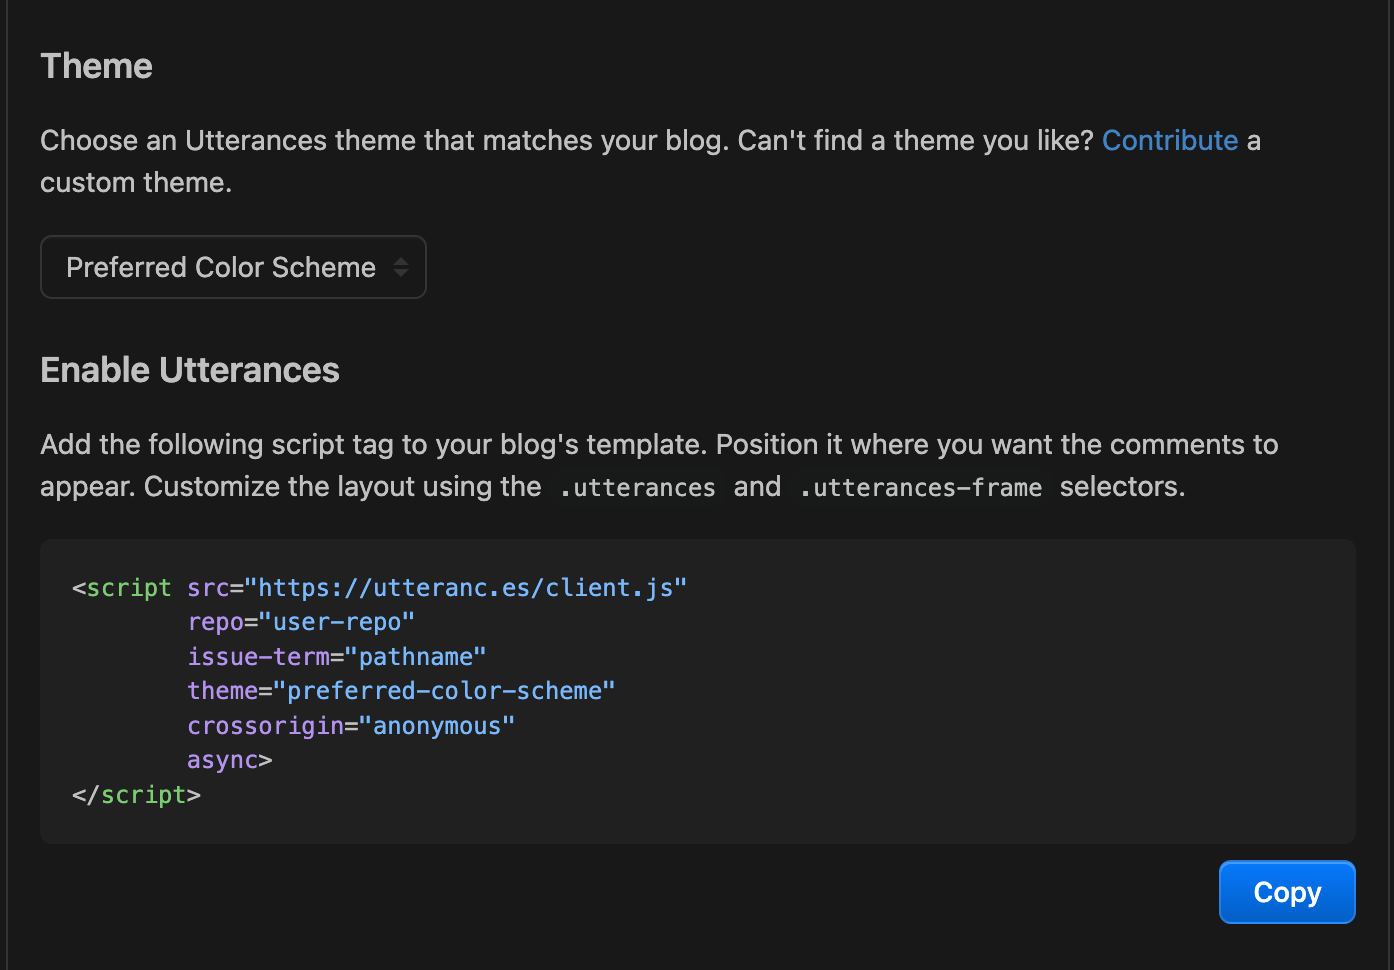 Theme
Choose an Utterances theme that matches your blog. Can't find a theme you like? Contribute a
custom theme.
Preferred Color Scheme
Enable Utterances
Add the following script tag to your blog's template. Position it where you want the comments to
appear. Customize the layout using the .utterances and .utterances-frame selectors.
<script src="https://utteranc.es/client.js"
        repo="user-repo"
        issue-term="pathname"
        theme="preferred-color-scheme"
        crossorigin="anonymous"
        async>
</script>
Copy